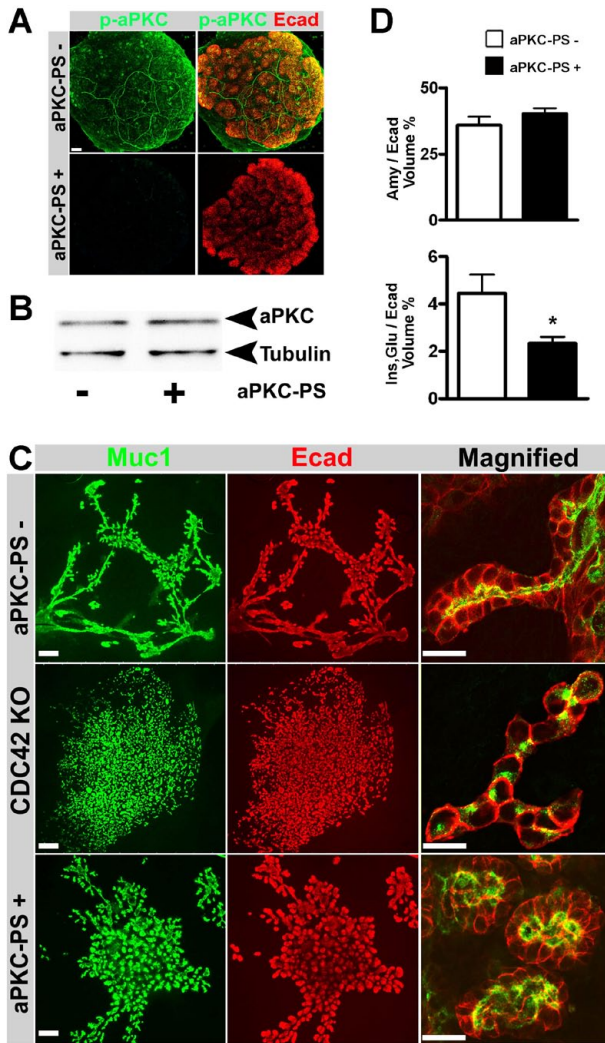 A
p-aPKC
p-aPKC Ecad
aPKC-PS -
aPKC-PS +
B
aPKC
Tubulin
- + aPKC-PS
D
aPKC-PS -
aPKC-PS +
Amy / Ecad
Volume %
50
25
0
Ins,Glu / Ecad
Volume %
6
4
2
0
*
C
Muc1 Ecad Magnified
aPKC-PS -
CDC42 KO
aPKC-PS +